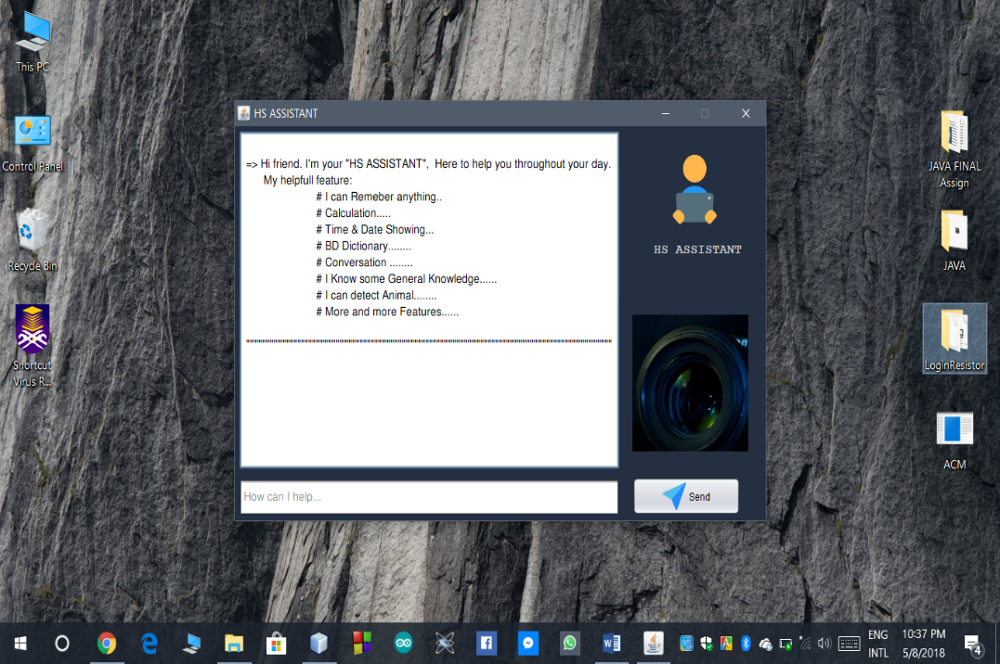 This PC
Control Panel
Recycle Bin
Shortcut
Virus R...
HS ASSISTANT
=> Hi friend. I'm your "HS ASSISTANT",  Here to help you throughout your day.
My helpfull feature:
# I can Remeber anything..
# Calculation.....
# Time & Date Showing...
# BD Dictionary........
# Conversation ........
# I Know some General Knowledge......
# I can detect Animal........
# More and more Features......
HS ASSISTANT
How can I help...
Send
JAVA FINAL
Assign
JAVA
LoginResistor
ACM
ENG
INTL
10:37 PM
5/8/2018
4